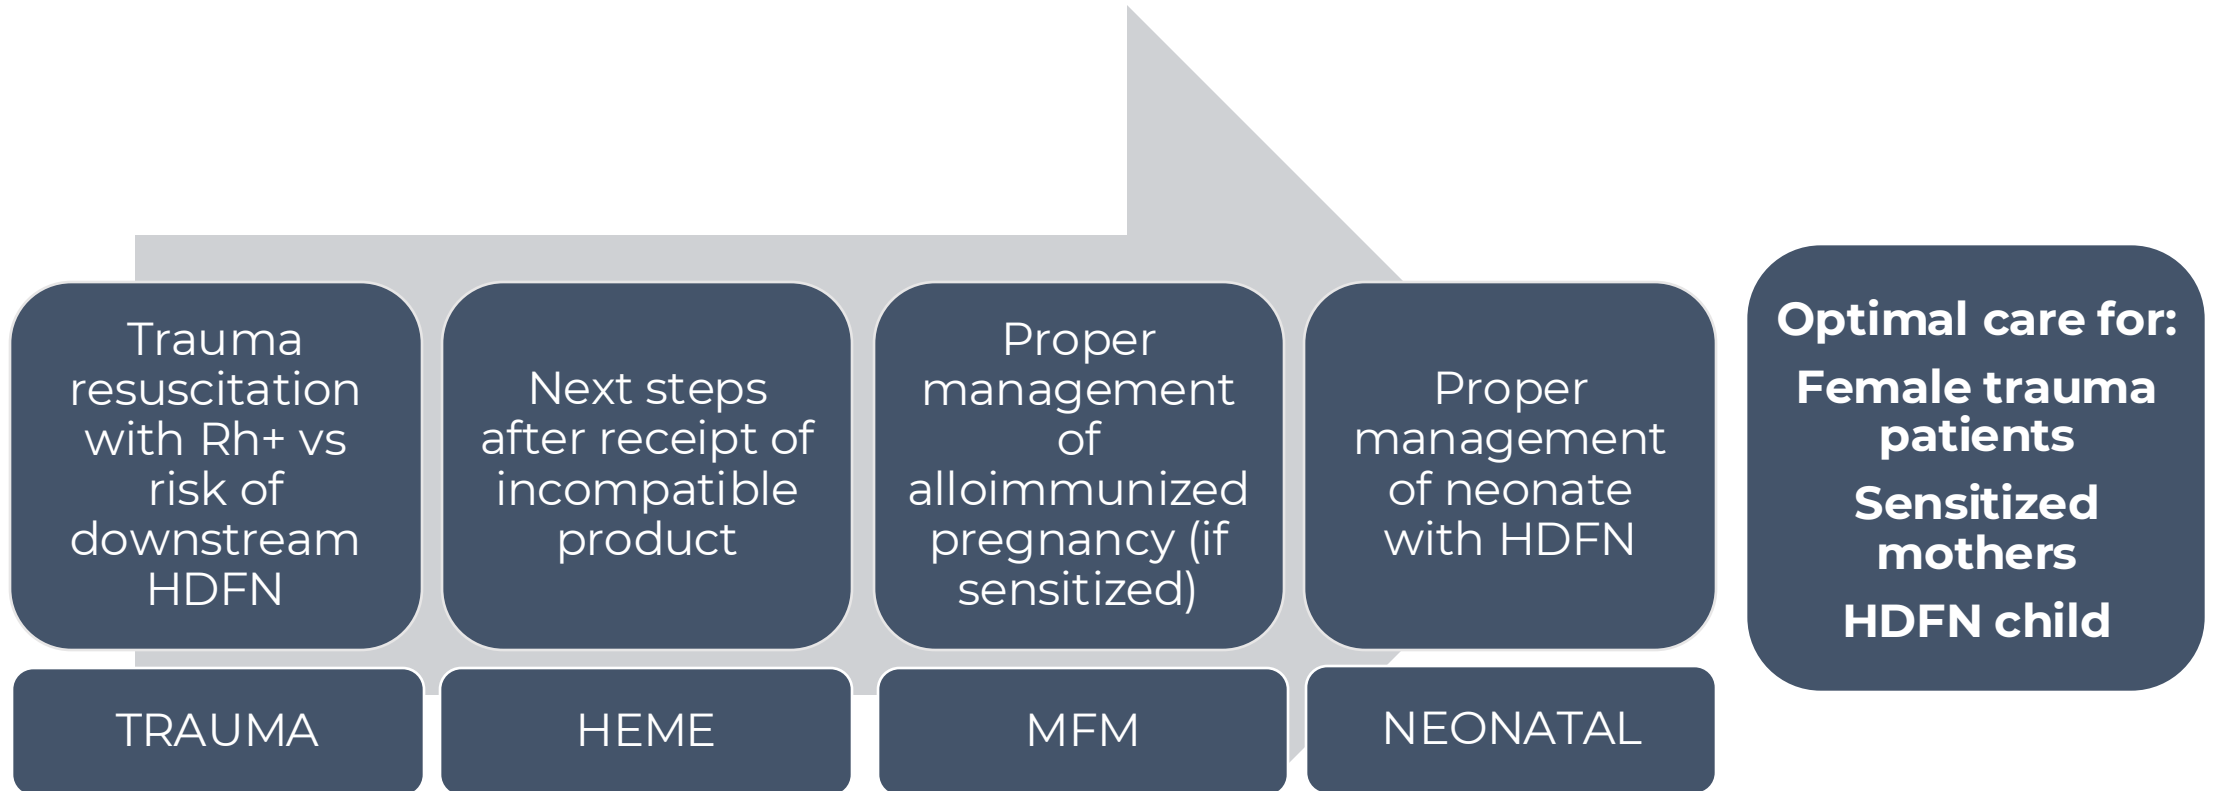 Trauma
resuscitation
with Rh+ vs
risk of
downstream
HDFN
Next steps
after receipt of
incompatible
product
Proper
management
of
alloimmunized
pregnancy (if
sensitized)
Proper
management
of neonate
with HDFN
Optimal care for:
Female trauma
patients
Sensitized
mothers
HDFN child
TRAUMA
HEME
MFM
NEONATAL